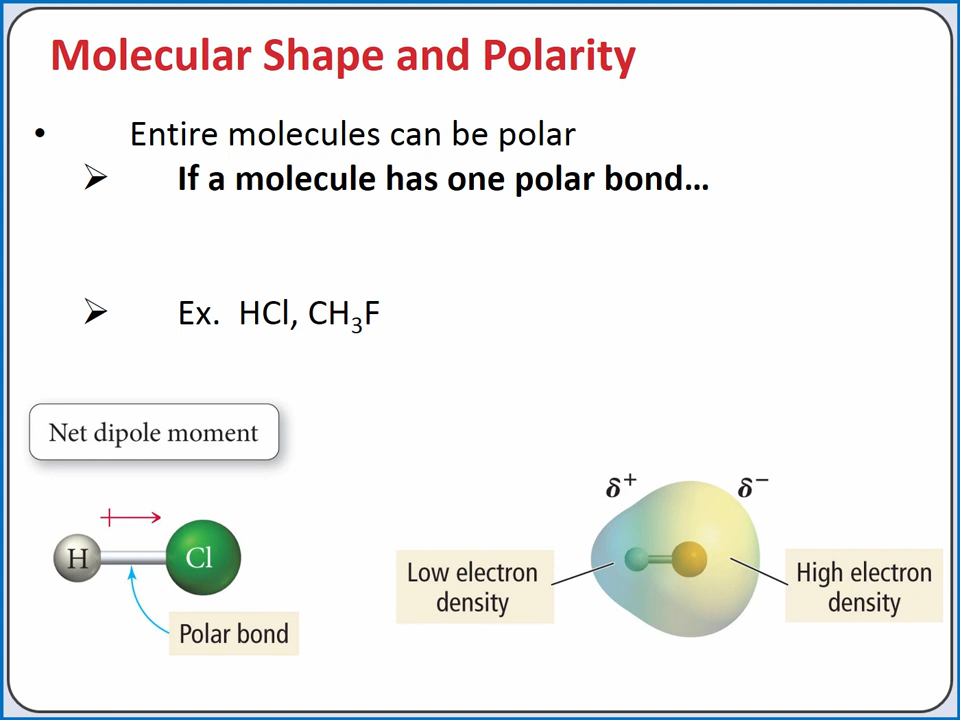 Molecular Shape and Polarity
• Entire molecules can be polar
➢ If a molecule has one polar bond…
➢ Ex. HCl, CH₃F
Net dipole moment
H
Cl
Polar bond
δ⁺
δ⁻
Low electron
density
High electron
density